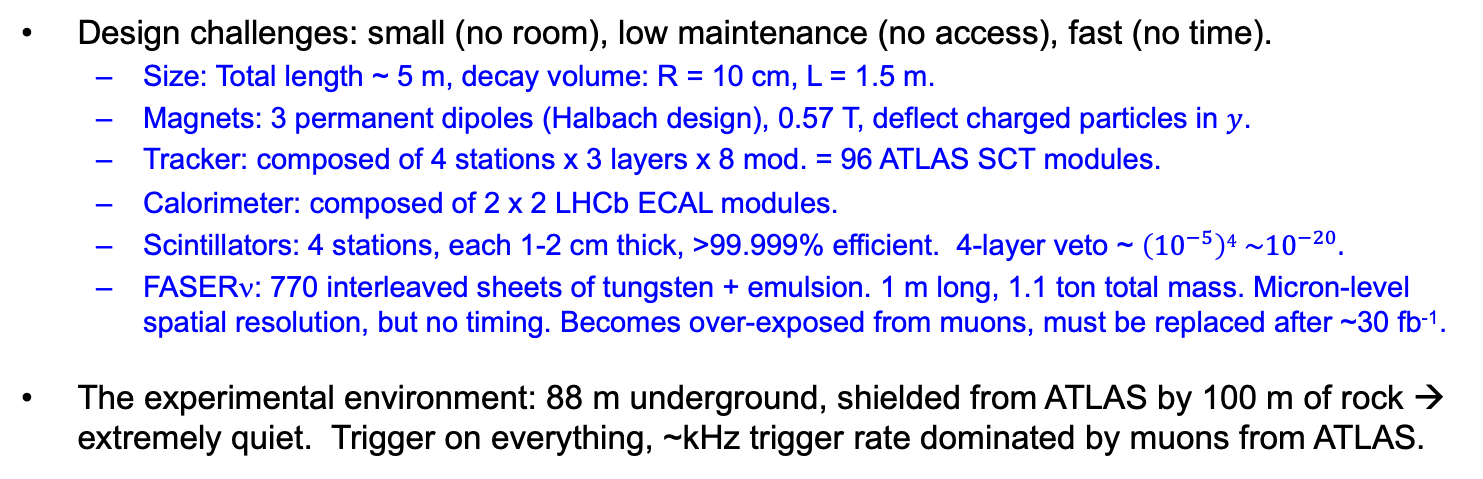 • Design challenges: small (no room), low maintenance (no access), fast (no time).
– Size: Total length ~ 5 m, decay volume: R = 10 cm, L = 1.5 m.
– Magnets: 3 permanent dipoles (Halbach design), 0.57 T, deflect charged particles in y.
– Tracker: composed of 4 stations x 3 layers x 8 mod. = 96 ATLAS SCT modules.
– Calorimeter: composed of 2 x 2 LHCb ECAL modules.
– Scintillators: 4 stations, each 1-2 cm thick, >99.999% efficient. 4-layer veto ~ (10⁻⁵)⁴ ~10⁻²⁰.
– FASERν: 770 interleaved sheets of tungsten + emulsion. 1 m long, 1.1 ton total mass. Micron-level
spatial resolution, but no timing. Becomes over-exposed from muons, must be replaced after ~30 fb⁻¹.
• The experimental environment: 88 m underground, shielded from ATLAS by 100 m of rock →
extremely quiet. Trigger on everything, ~kHz trigger rate dominated by muons from ATLAS.